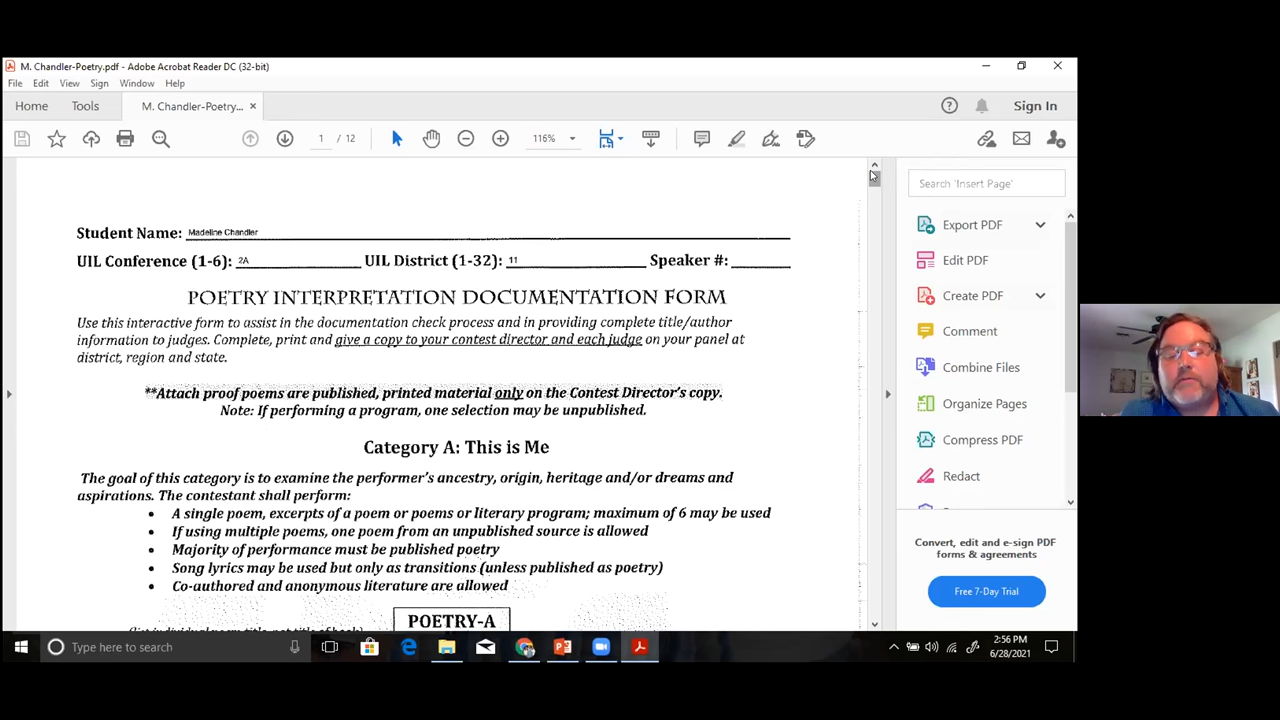 M. Chandler-Poetry.pdf - Adobe Acrobat Reader DC (32-bit)
File Edit View Sign Window Help
Home Tools M. Chandler-Poetry... × Sign In
1 / 12 116%
Student Name: Madeline Chandler
UIL Conference (1-6): 2A UIL District (1-32): 11 Speaker #:
POETRY INTERPRETATION DOCUMENTATION FORM
Use this interactive form to assist in the documentation check process and in providing complete title/author
information to judges. Complete, print and give a copy to your contest director and each judge on your panel at
district, region and state.
**Attach proof poems are published, printed material only on the Contest Director's copy.
Note: If performing a program, one selection may be unpublished.
Category A: This is Me
The goal of this category is to examine the performer's ancestry, origin, heritage and/or dreams and
aspirations. The contestant shall perform:
• A single poem, excerpts of a poem or poems or literary program; maximum of 6 may be used
• If using multiple poems, one poem from an unpublished source is allowed
• Majority of performance must be published poetry
• Song lyrics may be used but only as transitions (unless published as poetry)
• Co-authored and anonymous literature are allowed
POETRY-A
Search 'Insert Page'
Export PDF
Edit PDF
Create PDF
Comment
Combine Files
Organize Pages
Compress PDF
Redact
Convert, edit and e-sign PDF
forms & agreements
Free 7-Day Trial
Type here to search
2:56 PM
6/28/2021